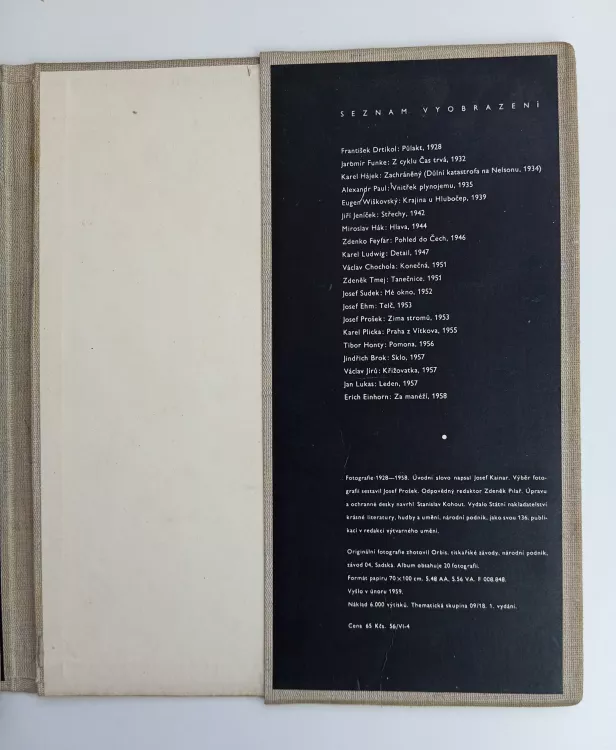 SEZNAM VYOBRAZENÍ
František Drtikol: Půlakt, 1928
Jaromír Funke: Z cyklu Čas trvá, 1932
Karel Hájek: Zachráněný (Důlní katastrofa na Nelsonu, 1934)
Alexandr Paul: Vnitřek plynojemu, 1935
Eugen Wiškovský: Krajina u Hlubočep, 1939
Jiří Jeníček: Střechy, 1942
Miroslav Hák: Hlava, 1944
Zdenko Feyfar: Pohled do Čech, 1946
Karel Ludwig: Detail, 1947
Václav Chochola: Konečná, 1951
Zdeněk Tmej: Tanečnice, 1951
Josef Sudek: Mé okno, 1952
Josef Ehm: Telč, 1953
Josef Prošek: Zima stromů, 1953
Karel Plicka: Praha z Vítkova, 1955
Tibor Honty: Pomona, 1956
Jindřich Brok: Sklo, 1957
Václav Jírů: Křižovatka, 1957
Jan Lukas: Leden, 1957
Erich Einhorn: Za manéží, 1958
Fotografie 1928—1958. Úvodní slovo napsal Josef Kainar. Výběr foto-
grafií sestavil Josef Prošek. Odpovědný redaktor Zdeněk Pilař. Úpravu
a ochranné desky navrhl Stanislav Kohout. Vydalo Státní nakladatelství
krásné literatury, hudby a umění, národní podnik, jako svou 136. publi-
kaci v redakci výtvarného umění.
Originální fotografie zhotovil Orbis, tiskařské závody, národní podnik,
závod 04, Sadská. Album obsahuje 20 fotografií.
Formát papíru 70×100 cm. 5,48 AA, 5,56 VA. F 008.848.
Vyšlo v únoru 1959.
Náklad 6.000 výtisků. Thematická skupina 09/18. 1. vydání.
Cena 65 Kčs. 56/VI-4